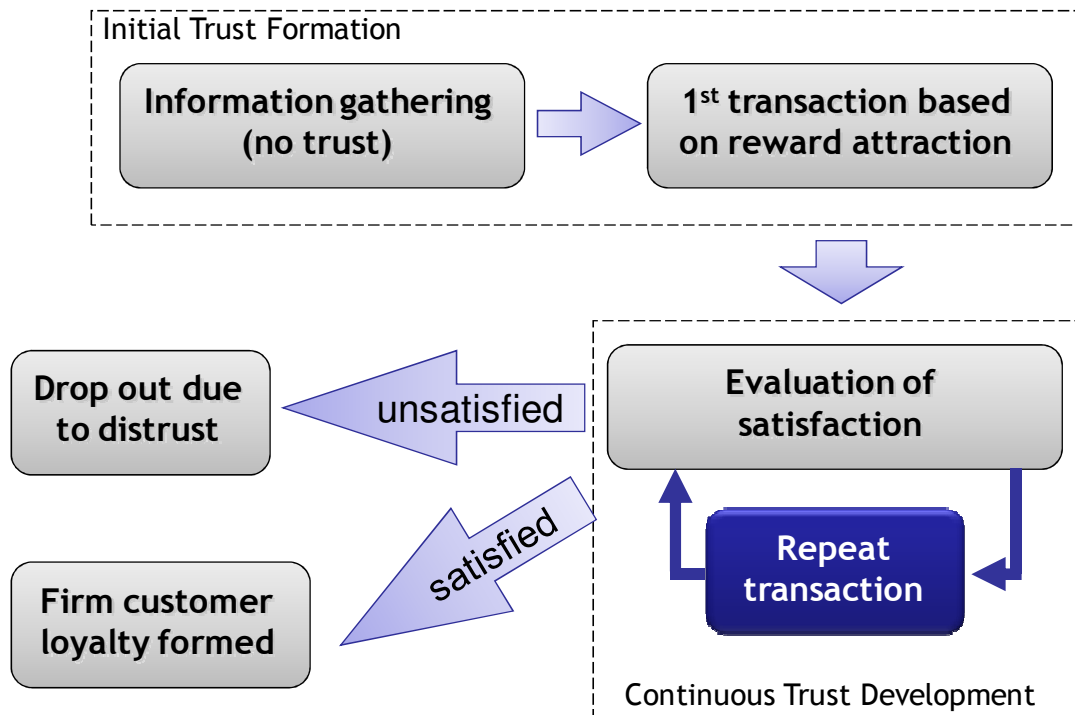 Initial Trust Formation
Information gathering
(no trust)
1st transaction based
on reward attraction
Drop out due
to distrust
unsatisfied
Evaluation of
satisfaction
satisfied
Repeat
transaction
Firm customer
loyalty formed
Continuous Trust Development